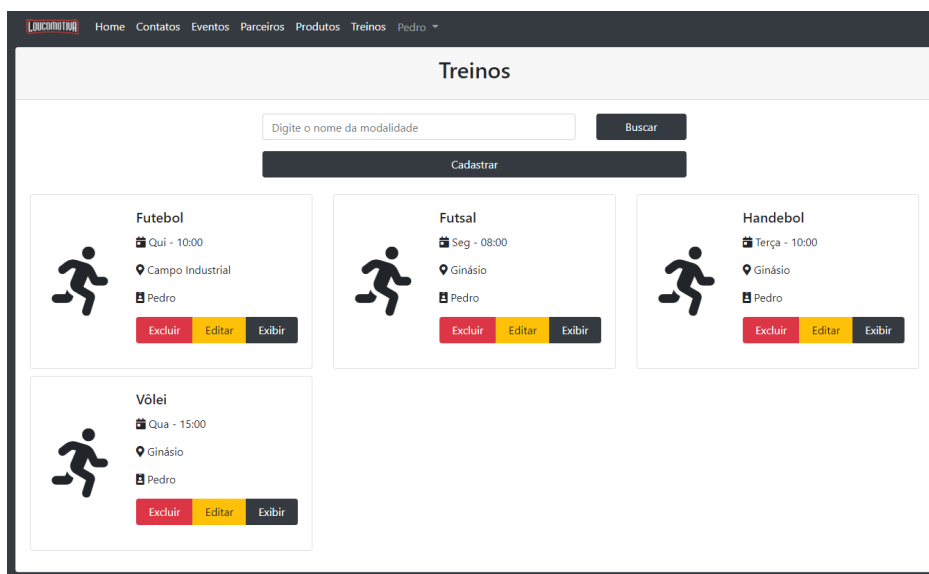 LOUCOMOTIVA Home Contatos Eventos Parceiros Produtos Treinos Pedro
Treinos
Digite o nome da modalidade
Buscar
Cadastrar
Futebol
Qui - 10:00
Campo Industrial
Pedro
Excluir Editar Exibir
Futsal
Seg - 08:00
Ginásio
Pedro
Excluir Editar Exibir
Handebol
Terça - 10:00
Ginásio
Pedro
Excluir Editar Exibir
Vôlei
Qua - 15:00
Ginásio
Pedro
Excluir Editar Exibir